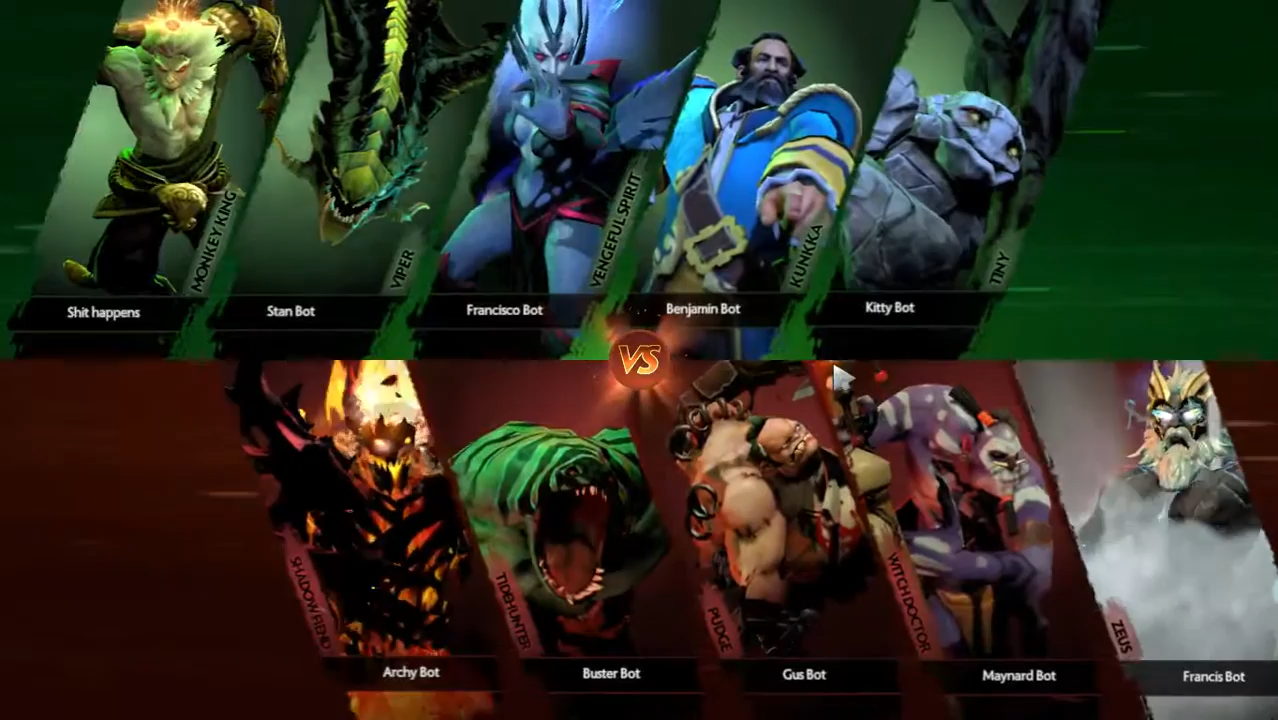 MONKEY KING
VIPER
VENGEFUL SPIRIT
KUNKKA
TINY
Shit happens
Stan Bot
Francisco Bot
Benjamin Bot
Kitty Bot
VS
SHADOW FIEND
TIDEHUNTER
PUDGE
WITCH DOCTOR
ZEUS
Archy Bot
Buster Bot
Gus Bot
Maynard Bot
Francis Bot